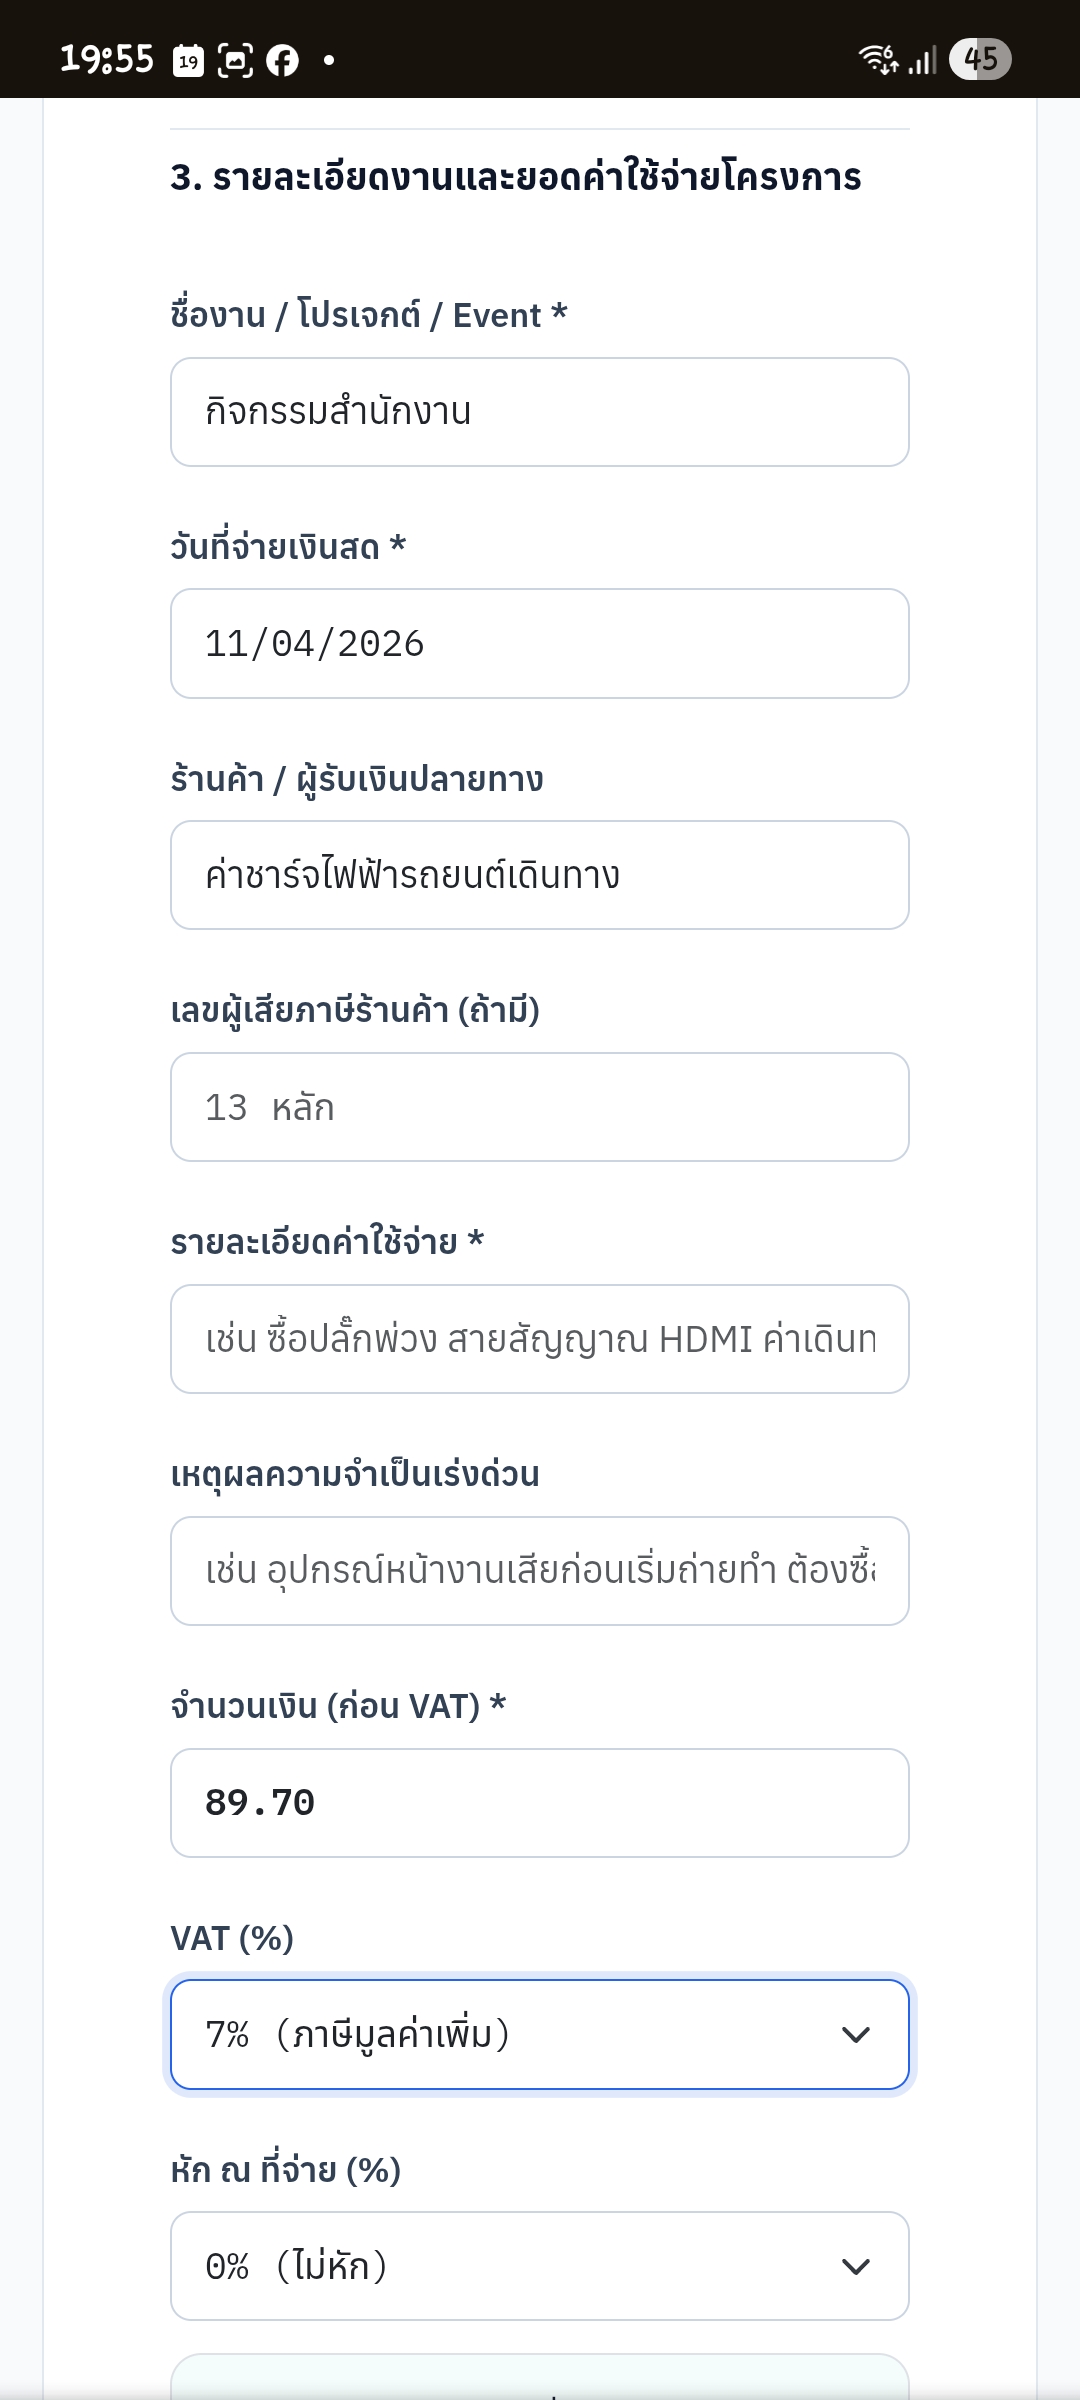 19:55
19
6
45
3. รายละเอียดงานและยอดค่าใช้จ่ายโครงการ
ชื่องาน / โปรเจกต์ / Event *
กิจกรรมสำนักงาน
วันที่จ่ายเงินสด *
11/04/2026
ร้านค้า / ผู้รับเงินปลายทาง
ค่าชาร์จไฟฟ้ารถยนต์เดินทาง
เลขผู้เสียภาษีร้านค้า (ถ้ามี)
13 หลัก
รายละเอียดค่าใช้จ่าย *
เช่น ซื้อปลั๊กพ่วง สายสัญญาณ HDMI ค่าเดินท
เหตุผลความจำเป็นเร่งด่วน
เช่น อุปกรณ์หน้างานเสียก่อนเริ่มถ่ายทำ ต้องซื้อ
จำนวนเงิน (ก่อน VAT) *
89.70
VAT (%)
7% (ภาษีมูลค่าเพิ่ม)
หัก ณ ที่จ่าย (%)
0% (ไม่หัก)